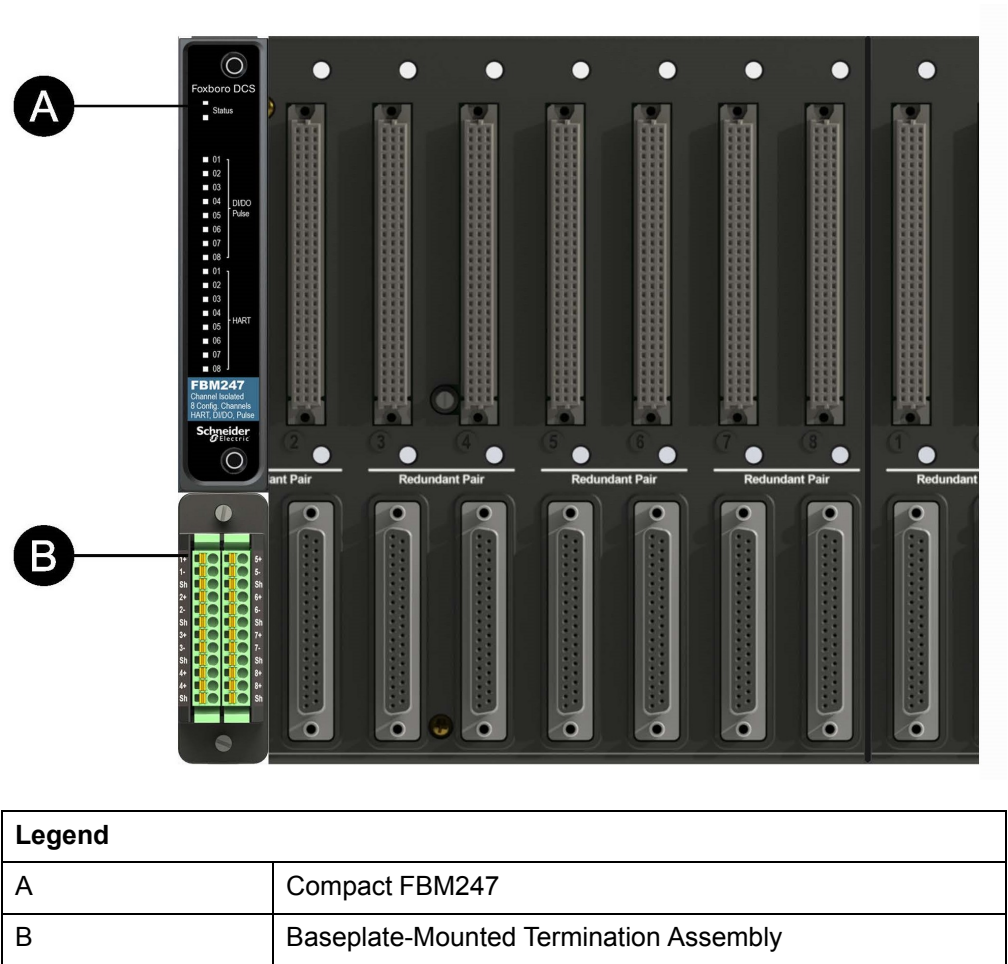 A
Foxboro DCS
Status
01
02
03
04
05
06
07
08
DI/DO
Pulse
01
02
03
04
05
06
07
08
HART
FBM247
Channel Isolated
8 Config. Channels
HART, DI/DO, Pulse
Schneider
Electric
2
3
4
5
6
7
8
1
ant Pair
Redundant Pair
Redundant Pair
Redundant Pair
Redundant
B
1+ 5+
1- 5-
Sh Sh
2+ 6+
2- 6-
Sh Sh
3+ 7+
3- 7-
Sh Sh
4+ 8+
4+ 8+
Sh Sh
Legend
A Compact FBM247
B Baseplate-Mounted Termination Assembly